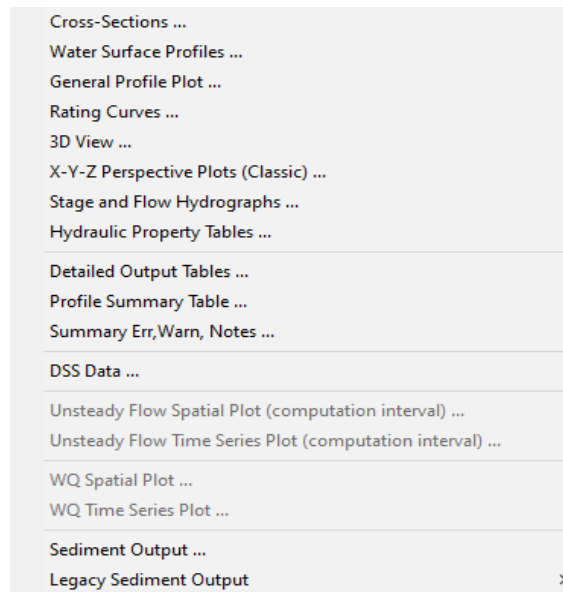 Cross-Sections ...
Water Surface Profiles ...
General Profile Plot ...
Rating Curves ...
3D View ...
X-Y-Z Perspective Plots (Classic) ...
Stage and Flow Hydrographs ...
Hydraulic Property Tables ...
Detailed Output Tables ...
Profile Summary Table ...
Summary Err,Warn, Notes ...
DSS Data ...
Unsteady Flow Spatial Plot (computation interval) ...
Unsteady Flow Time Series Plot (computation interval) ...
WQ Spatial Plot ...
WQ Time Series Plot ...
Sediment Output ...
Legacy Sediment Output